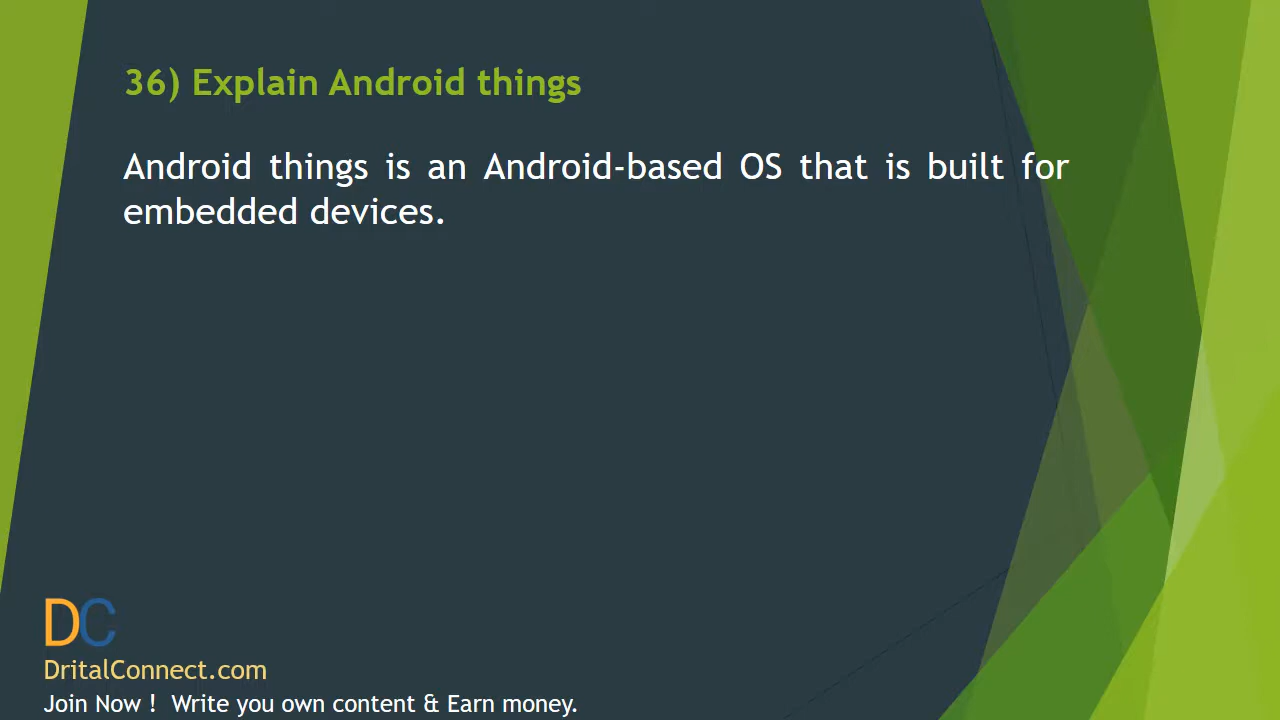 36) Explain Android things
Android things is an Android-based OS that is built for
embedded devices.
DC
DritalConnect.com
Join Now ! Write you own content & Earn money.